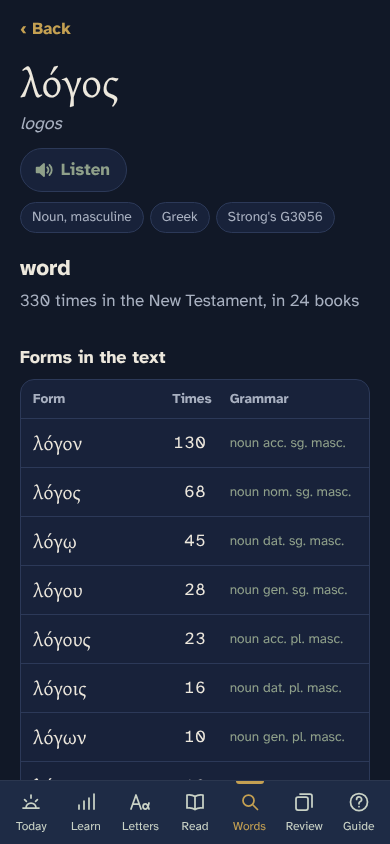 ‹ Back
λόγος
logos
Listen
Noun, masculine Greek Strong's G3056
word
330 times in the New Testament, in 24 books
Forms in the text
Form Times Grammar
λόγον 130 noun acc. sg. masc.
λόγος 68 noun nom. sg. masc.
λόγῳ 45 noun dat. sg. masc.
λόγου 28 noun gen. sg. masc.
λόγους 23 noun acc. pl. masc.
λόγοις 16 noun dat. pl. masc.
λόγων 10 noun gen. pl. masc.
Today Learn Letters Read Words Review Guide